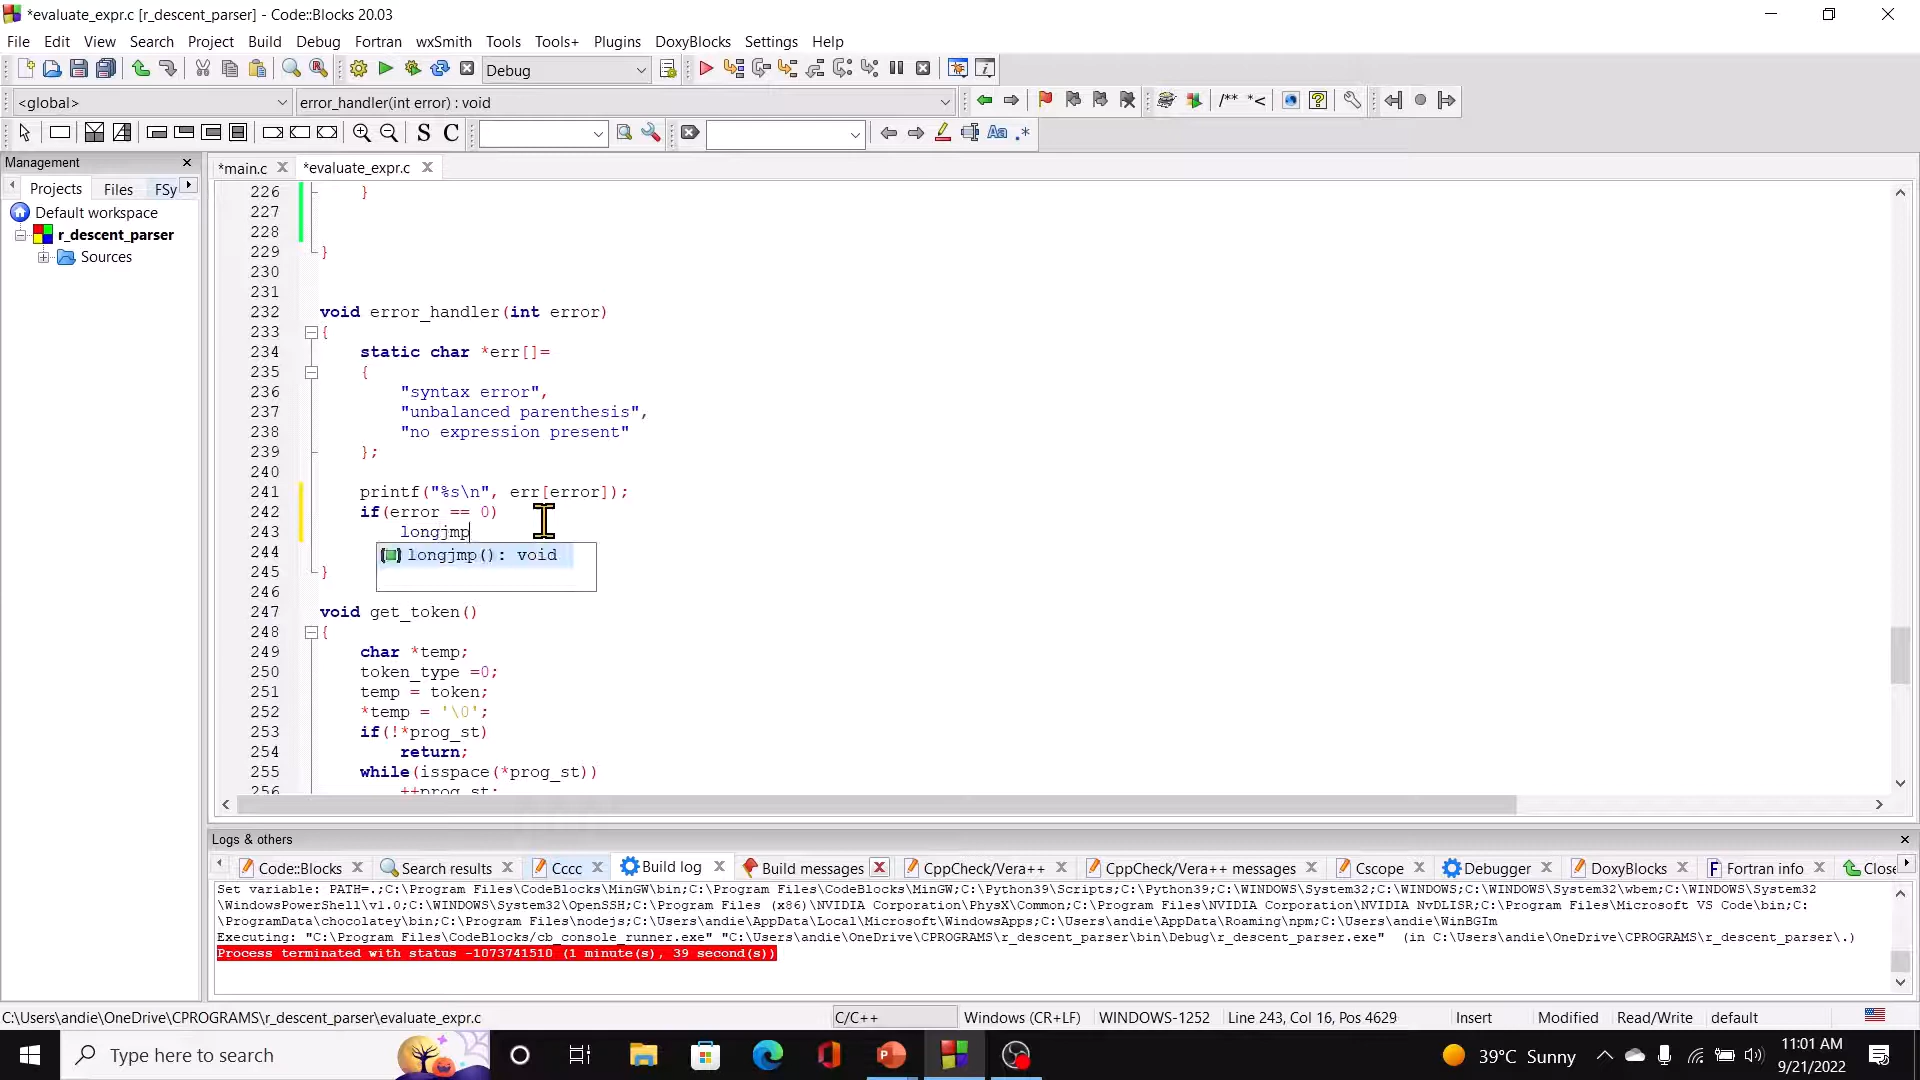 *evaluate_expr.c [r_descent_parser] - Code::Blocks 20.03
File Edit View Search Project Build Debug Fortran wxSmith Tools Tools+ Plugins DoxyBlocks Settings Help
Debug
<global> error_handler(int error) : void
/** *<
S C Aa .*
Management
*main.c *evaluate_expr.c
Projects Files FSy
Default workspace
r_descent_parser
Sources
226 }
227
228
229 }
230
231
232 void error_handler(int error)
233 {
234 static char *err[]=
235 {
236 "syntax error",
237 "unbalanced parenthesis",
238 "no expression present"
239 };
240
241 printf("%s\n", err[error]);
242 if(error == 0)
243 longjmp
244 longjmp(): void
245 }
246
247 void get_token()
248 {
249 char *temp;
250 token_type =0;
251 temp = token;
252 *temp = '\0';
253 if(!*prog_st)
254 return;
255 while(isspace(*prog_st))
256 ++prog_st;
Logs & others
Code::Blocks Search results Cccc Build log Build messages CppCheck/Vera++ CppCheck/Vera++ messages Cscope Debugger DoxyBlocks Fortran info Close
Set variable: PATH=.;C:\Program Files\CodeBlocks\MinGW\bin;C:\Program Files\CodeBlocks\MinGW;C:\Python39\Scripts;C:\Python39;C:\WINDOWS\System32;C:\WINDOWS;C:\WINDOWS\System32\wbem;C:\WINDOWS\System32
\WindowsPowerShell\v1.0;C:\WINDOWS\System32\OpenSSH;C:\Program Files (x86)\NVIDIA Corporation\PhysX\Common;C:\Program Files\NVIDIA Corporation\NVIDIA NvDLISR;C:\Program Files\Microsoft VS Code\bin;C:
\ProgramData\chocolatey\bin;C:\Program Files\nodejs;C:\Users\andie\AppData\Local\Microsoft\WindowsApps;C:\Users\andie\AppData\Roaming\npm;C:\Users\andie\WinBGIm
Executing: "C:\Program Files\CodeBlocks/cb_console_runner.exe" "C:\Users\andie\OneDrive\CPROGRAMS\r_descent_parser\bin\Debug\r_descent_parser.exe" (in C:\Users\andie\OneDrive\CPROGRAMS\r_descent_parser\.)
Process terminated with status -1073741510 (1 minute(s), 39 second(s))
C:\Users\andie\OneDrive\CPROGRAMS\r_descent_parser\evaluate_expr.c C/C++ Windows (CR+LF) WINDOWS-1252 Line 243, Col 16, Pos 4629 Insert Modified Read/Write default
Type here to search 39°C Sunny 11:01 AM
9/21/2022